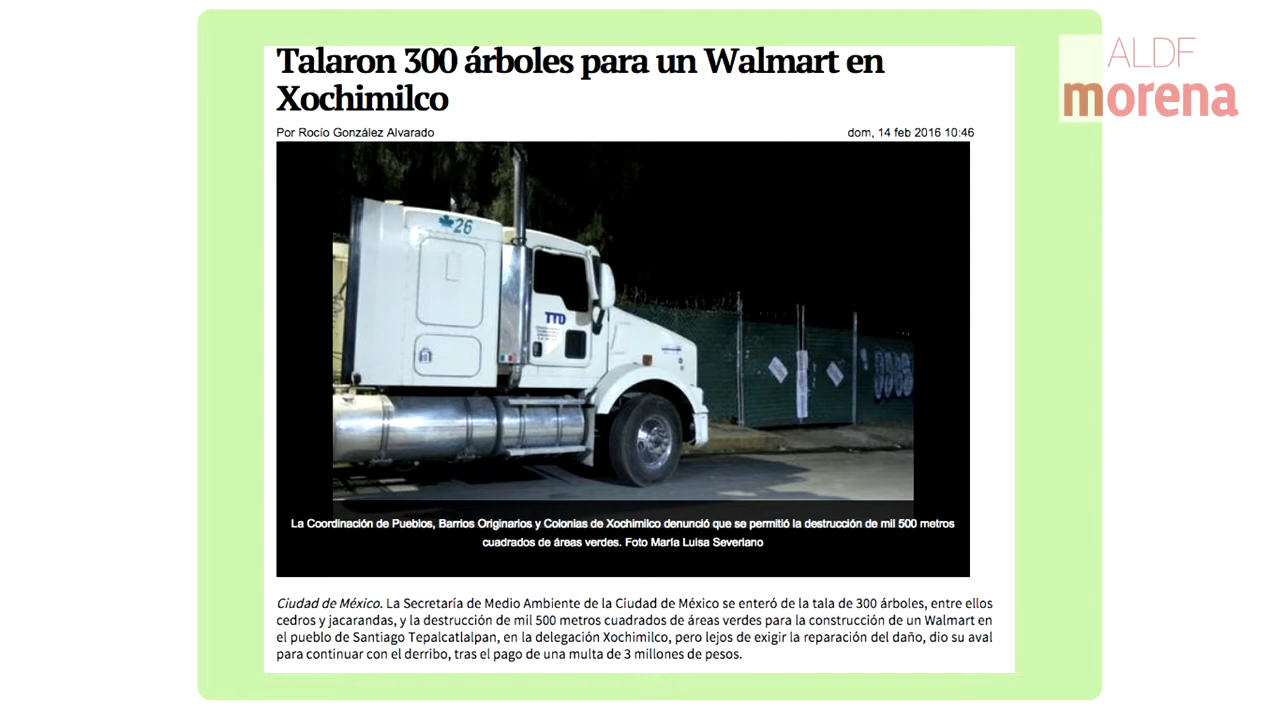 Talaron 300 árboles para un Walmart en
Xochimilco
ALDF
morena
Por Rocío González Alvarado
dom, 14 feb 2016 10:46
26
TTD
La Coordinación de Pueblos, Barrios Originarios y Colonias de Xochimilco denunció que se permitió la destrucción de mil 500 metros
cuadrados de áreas verdes. Foto María Luisa Severiano
Ciudad de México. La Secretaría de Medio Ambiente de la Ciudad de México se enteró de la tala de 300 árboles, entre ellos
cedros y jacarandas, y la destrucción de mil 500 metros cuadrados de áreas verdes para la construcción de un Walmart en
el pueblo de Santiago Tepalcatlalpan, en la delegación Xochimilco, pero lejos de exigir la reparación del daño, dio su aval
para continuar con el derribo, tras el pago de una multa de 3 millones de pesos.